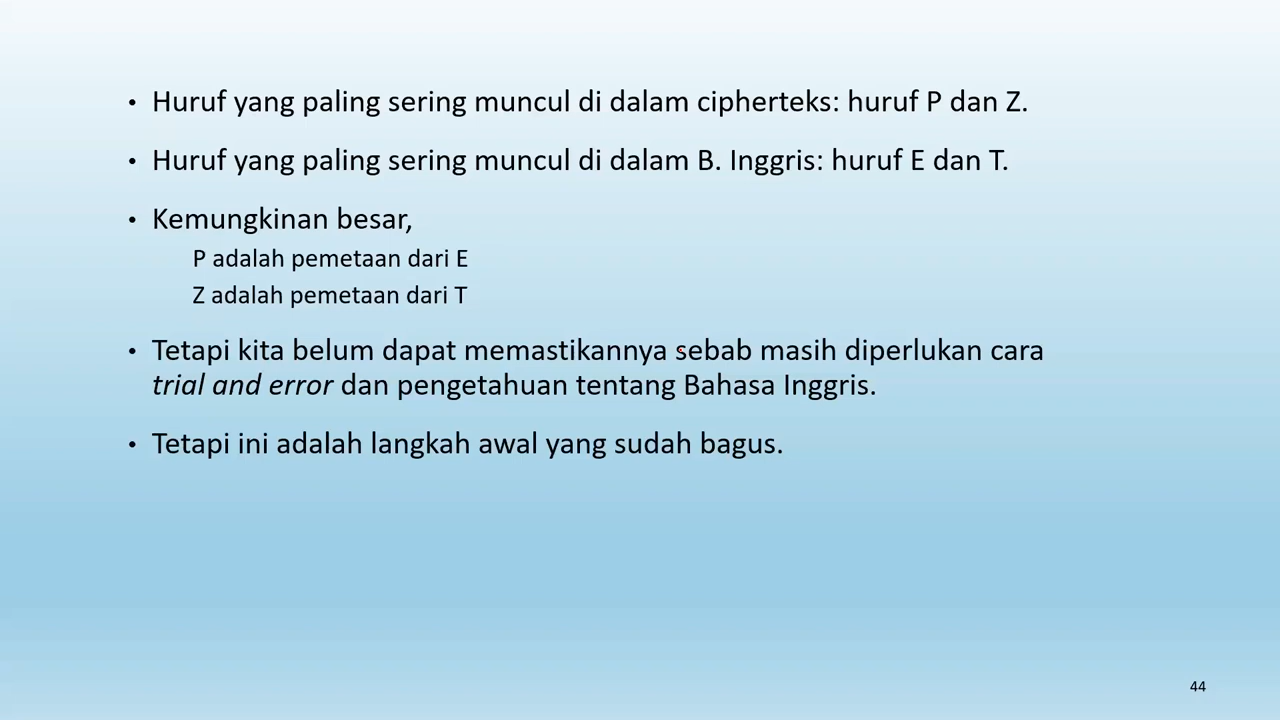 • Huruf yang paling sering muncul di dalam cipherteks: huruf P dan Z.
• Huruf yang paling sering muncul di dalam B. Inggris: huruf E dan T.
• Kemungkinan besar,
P adalah pemetaan dari E
Z adalah pemetaan dari T
• Tetapi kita belum dapat memastikannya sebab masih diperlukan cara
trial and error dan pengetahuan tentang Bahasa Inggris.
• Tetapi ini adalah langkah awal yang sudah bagus.
44